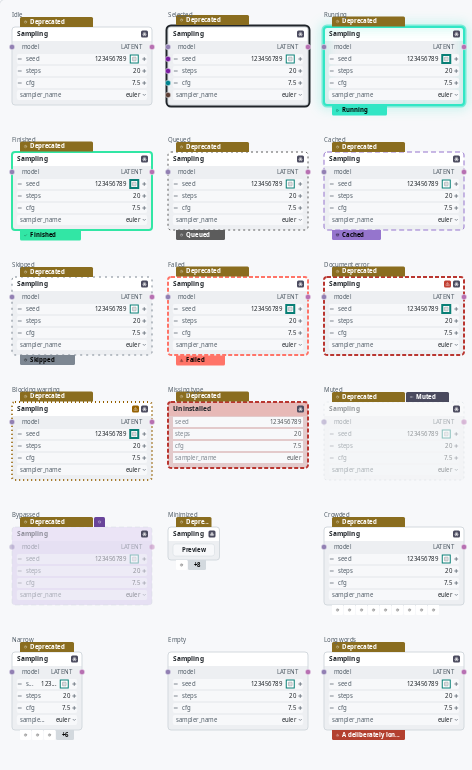 Idle
Deprecated
Sampling
model LATENT
seed 123456789
steps 20
cfg 7.5
sampler_name euler
Selected
Deprecated
Sampling
model LATENT
seed 123456789
steps 20
cfg 7.5
sampler_name euler
Running
Deprecated
Sampling
model LATENT
seed 123456789
steps 20
cfg 7.5
sampler_name euler
Running
Finished
Deprecated
Sampling
model LATENT
seed 123456789
steps 20
cfg 7.5
sampler_name euler
Finished
Queued
Deprecated
Sampling
model LATENT
seed 123456789
steps 20
cfg 7.5
sampler_name euler
Queued
Cached
Deprecated
Sampling
model LATENT
seed 123456789
steps 20
cfg 7.5
sampler_name euler
Cached
Skipped
Deprecated
Sampling
model LATENT
seed 123456789
steps 20
cfg 7.5
sampler_name euler
Skipped
Failed
Deprecated
Sampling
model LATENT
seed 123456789
steps 20
cfg 7.5
sampler_name euler
Failed
Document error
Deprecated
Sampling
model LATENT
seed 123456789
steps 20
cfg 7.5
sampler_name euler
Blocking warning
Deprecated
Sampling
model LATENT
seed 123456789
steps 20
cfg 7.5
sampler_name euler
Missing type
Deprecated
Uninstalled
seed 123456789
steps 20
cfg 7.5
sampler_name euler
Muted
Deprecated Muted
Sampling
model LATENT
seed 123456789
steps 20
cfg 7.5
sampler_name euler
Bypassed
Deprecated
Sampling
model LATENT
seed 123456789
steps 20
cfg 7.5
sampler_name euler
Minimized
Depre...
Sampling
Preview
+8
Crowded
Deprecated
Sampling
model LATENT
seed 123456789
steps 20
cfg 7.5
sampler_name euler
Narrow
Deprecated
Sampling
model LATENT
s... 123...
steps 20
cfg 7.5
sample... euler
+6
Empty
Sampling
model LATENT
seed 123456789
steps 20
cfg 7.5
sampler_name euler
Long words
Deprecated
Sampling
model LATENT
seed 123456789
steps 20
cfg 7.5
sampler_name euler
A deliberately lon...